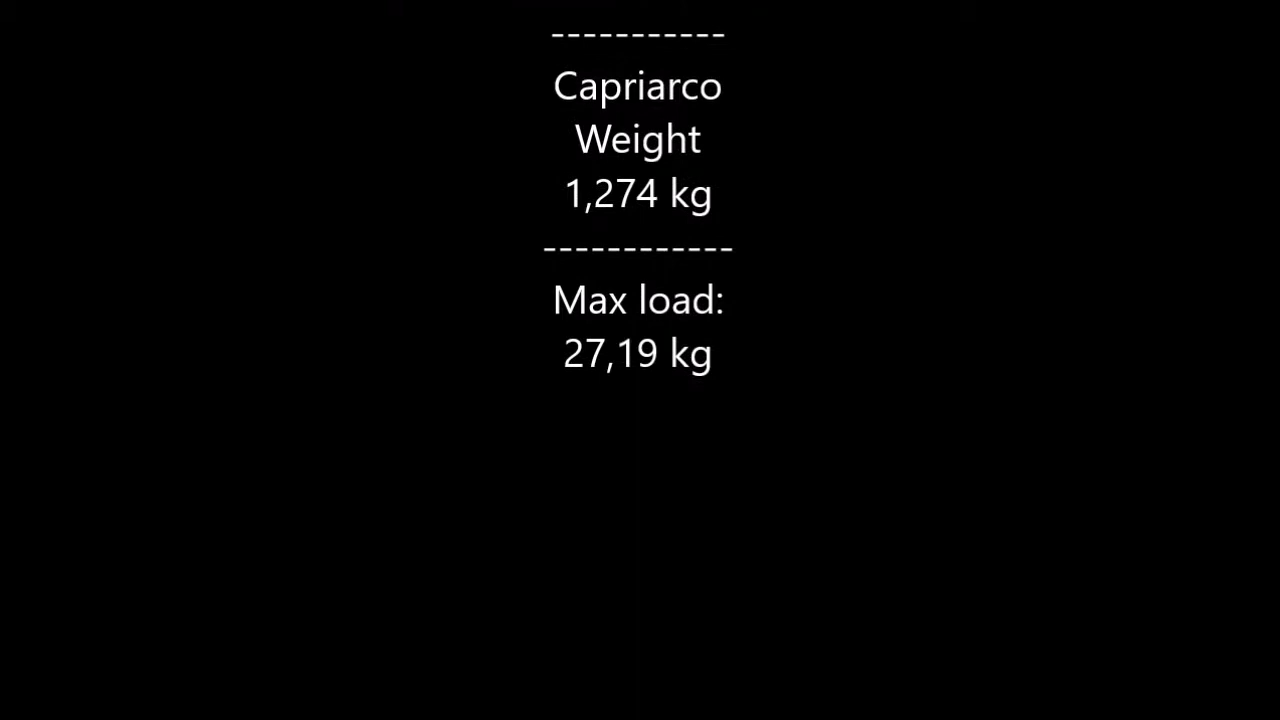 -----------
Capriarco
Weight
1,274 kg
------------
Max load:
27,19 kg